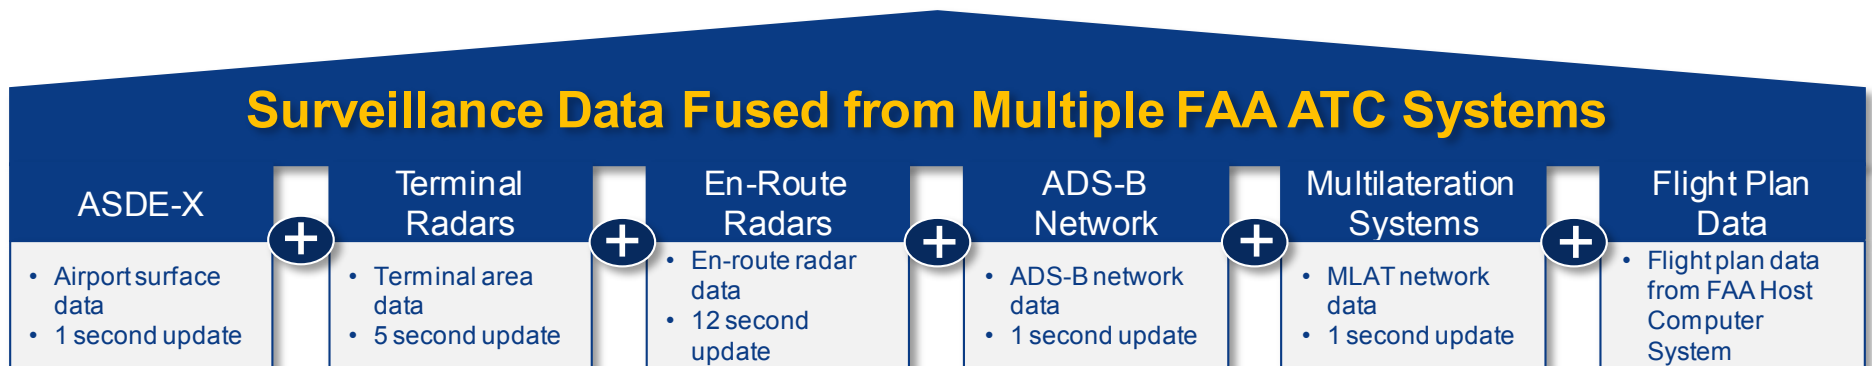 Surveillance Data Fused from Multiple FAA ATC Systems
ASDE-X
• Airport surface
data
• 1 second update
+
Terminal
Radars
• Terminal area
data
• 5 second update
+
En-Route
Radars
• En-route radar
data
• 12 second
update
+
ADS-B
Network
• ADS-B network
data
• 1 second update
+
Multilateration
Systems
• MLAT network
data
• 1 second update
+
Flight Plan
Data
• Flight plan data
from FAA Host
Computer
System